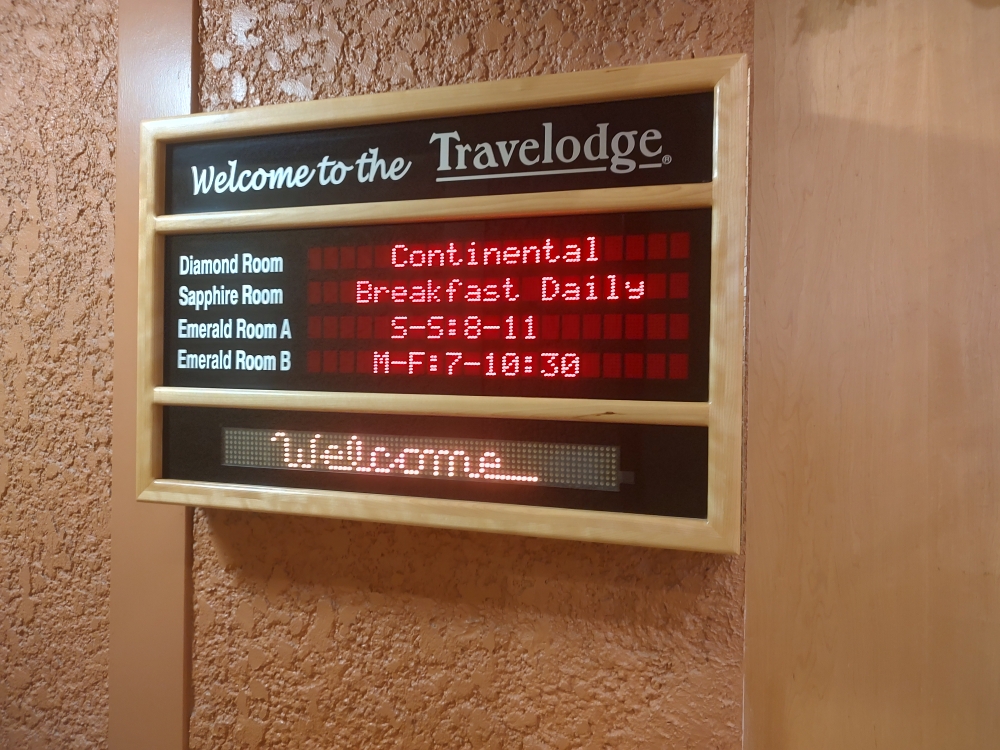 Welcome to the Travelodge®
Diamond Room Continental
Sapphire Room Breakfast Daily
Emerald Room A S-S:8-11
Emerald Room B M-F:7-10:30
Welcome